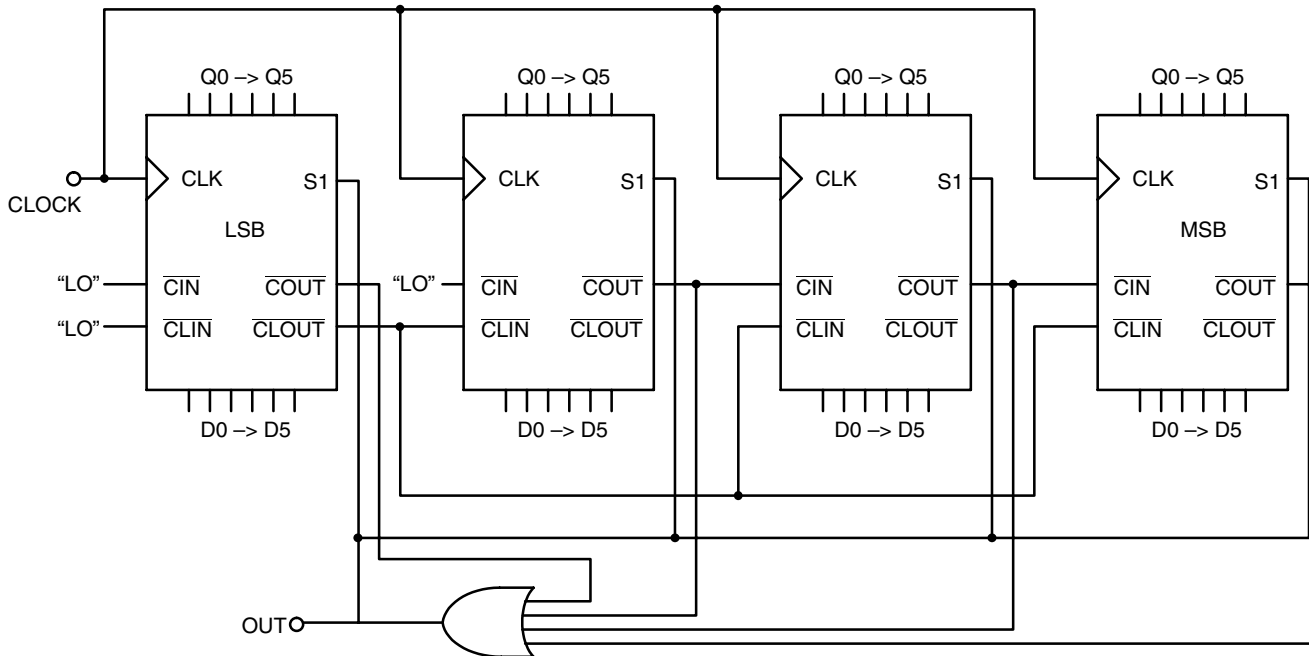 Q0 –> Q5 Q0 –> Q5 Q0 –> Q5 Q0 –> Q5
CLK S1 CLK S1 CLK S1 CLK S1
CLOCK
LSB MSB
“LO” CIN COUT “LO” CIN COUT CIN COUT CIN COUT
“LO” CLIN CLOUT CLIN CLOUT CLIN CLOUT CLIN CLOUT
D0 –> D5 D0 –> D5 D0 –> D5 D0 –> D5
OUT